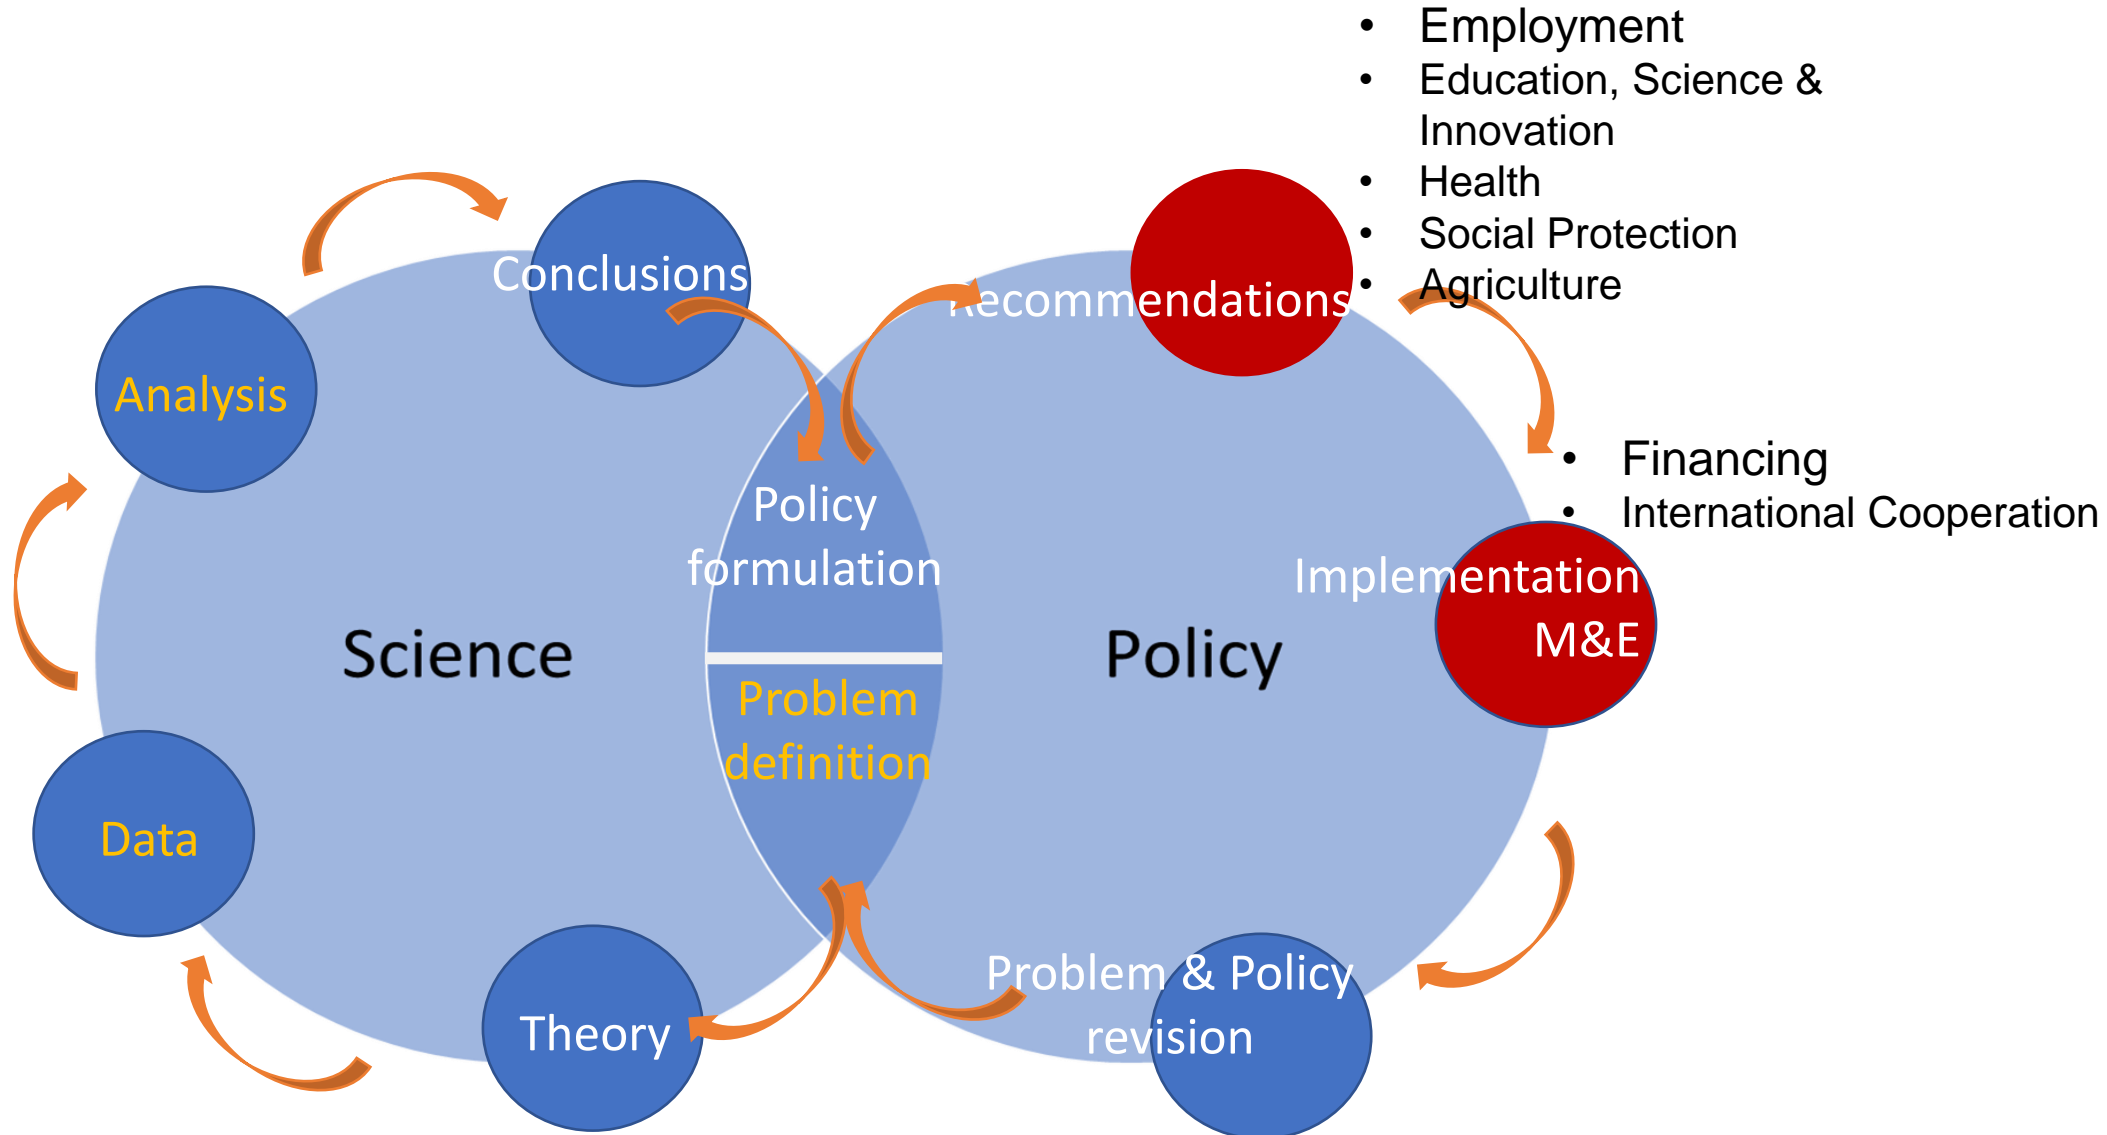 • Employment
• Education, Science &
Innovation
• Health
• Social Protection
• Agriculture
Conclusions
Recommendations
Analysis
• Financing
• International Cooperation
Policy
formulation
Implementation
M&E
Science
Policy
Problem
definition
Data
Problem & Policy
revision
Theory